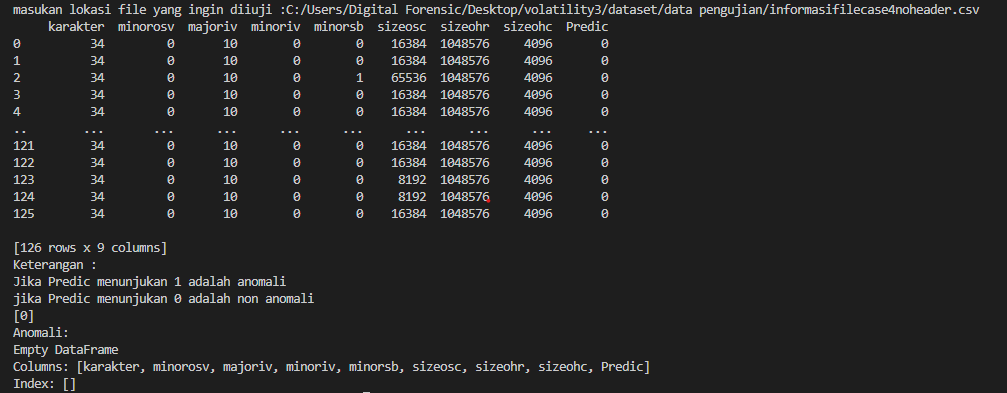 masukan lokasi file yang ingin diiuji :C:/Users/Digital Forensic/Desktop/volatility3/dataset/data pengujian/informasifilecase4noheader.csv
karakter minorosv majoriv minoriv minorsb sizeosc sizeohr sizeohc Predic
0 34 0 10 0 0 16384 1048576 4096 0
1 34 0 10 0 0 16384 1048576 4096 0
2 34 0 10 0 1 65536 1048576 4096 0
3 34 0 10 0 0 16384 1048576 4096 0
4 34 0 10 0 0 16384 1048576 4096 0
.. ... ... ... ... ... ... ... ... ...
121 34 0 10 0 0 16384 1048576 4096 0
122 34 0 10 0 0 16384 1048576 4096 0
123 34 0 10 0 0 8192 1048576 4096 0
124 34 0 10 0 0 8192 1048576 4096 0
125 34 0 10 0 0 16384 1048576 4096 0
[126 rows x 9 columns]
Keterangan :
Jika Predic menunjukan 1 adalah anomali
jika Predic menunjukan 0 adalah non anomali
[0]
Anomali:
Empty DataFrame
Columns: [karakter, minorosv, majoriv, minoriv, minorsb, sizeosc, sizeohr, sizeohc, Predic]
Index: []